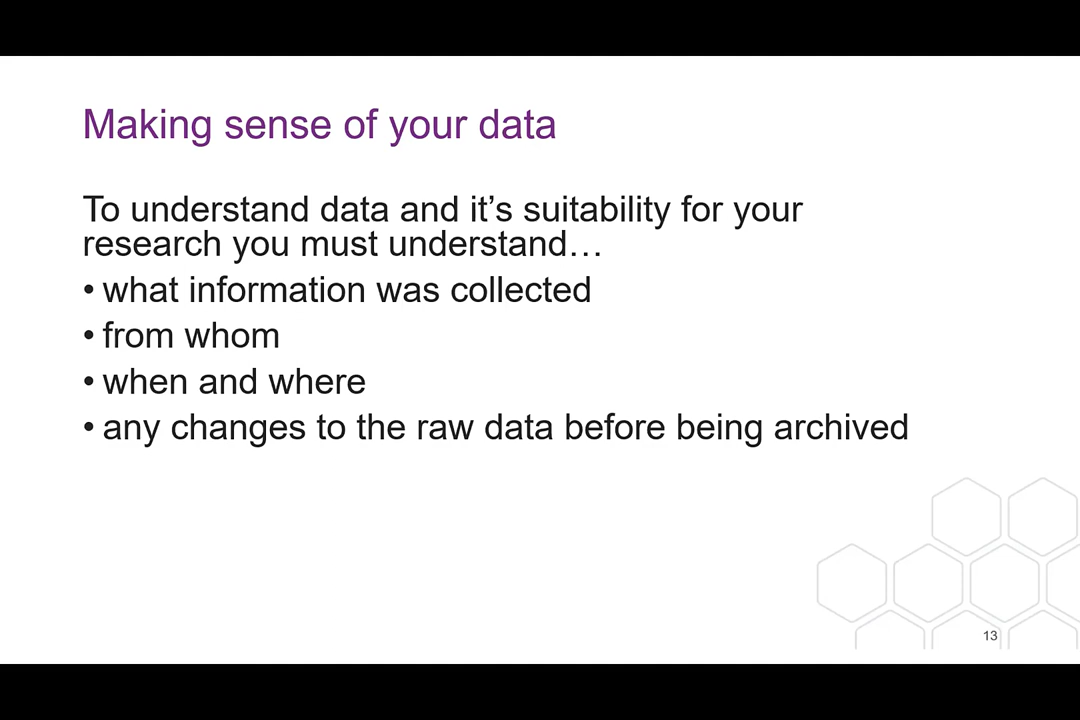 Making sense of your data
To understand data and it’s suitability for your
research you must understand…
• what information was collected
• from whom
• when and where
• any changes to the raw data before being archived
13